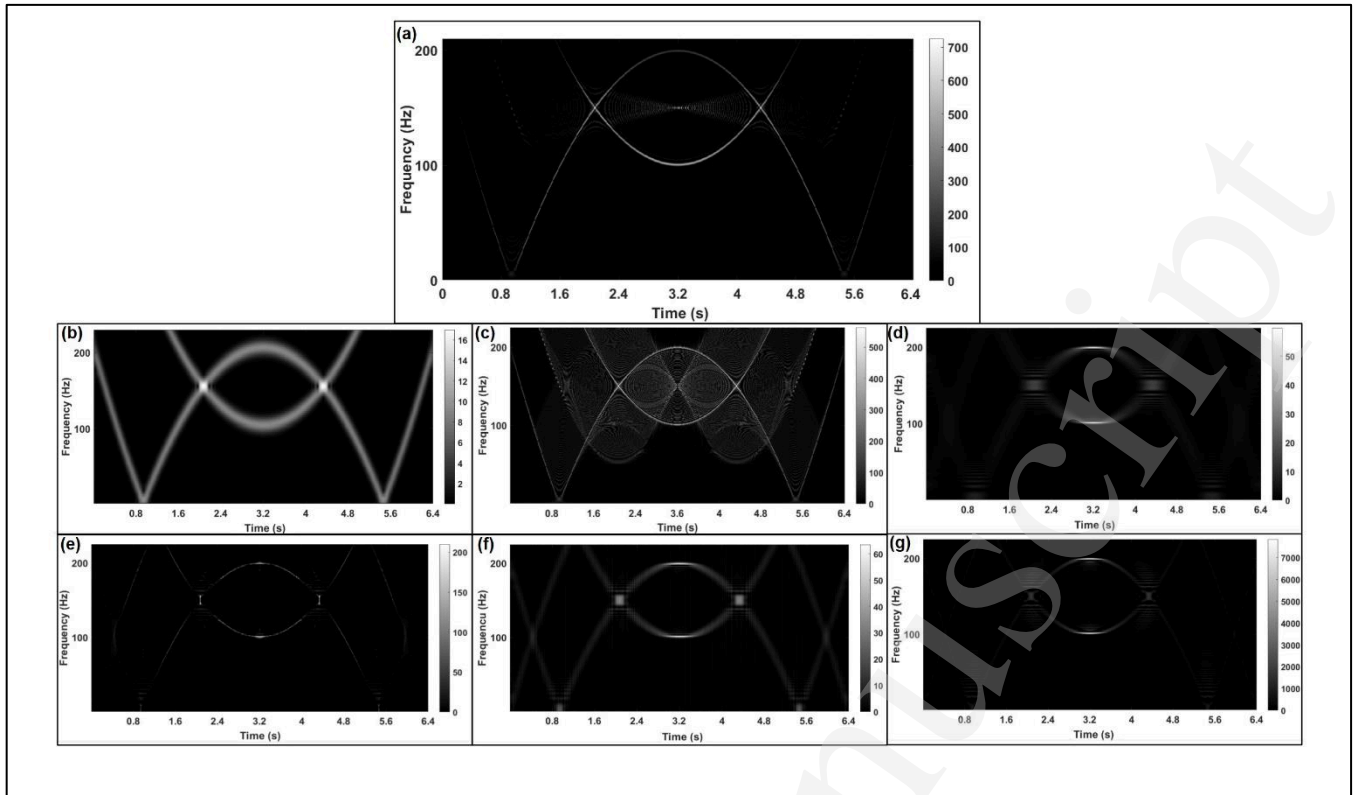 (a)
Frequency (Hz)
200
100
0
0 0.8 1.6 2.4 3.2 4 4.8 5.6 6.4
Time (s)
700
600
500
400
300
200
100
0
(b)
Frequency (Hz)
200
100
0.8 1.6 2.4 3.2 4 4.8 5.6 6.4
Time (s)
16
14
12
10
8
6
4
2
(c)
Frequency (Hz)
200
100
0.8 1.6 2.4 3.6 4 4.8 5.6 6.4
Time (s)
500
400
300
200
100
0
(d)
Frequency (Hz)
200
100
0.8 1.6 2.4 3.2 4 4.8 5.6 6.4
Time (s)
50
40
30
20
10
0
(e)
Frequency (Hz)
200
100
0.8 1.6 2.4 3.2 4 4.8 5.6 6.4
Time (s)
200
150
100
50
0
(f)
Frequencu (Hz)
200
100
0.8 1.6 2.4 3.2 4 4.8 5.6 6.4
Time (s)
60
50
40
30
20
10
0
(g)
Frequency (Hz)
200
100
0.8 1.6 2.4 3.2 4 4.8 5.6 6.4
Time (s)
7000
6000
5000
4000
3000
2000
1000
0
nuscript